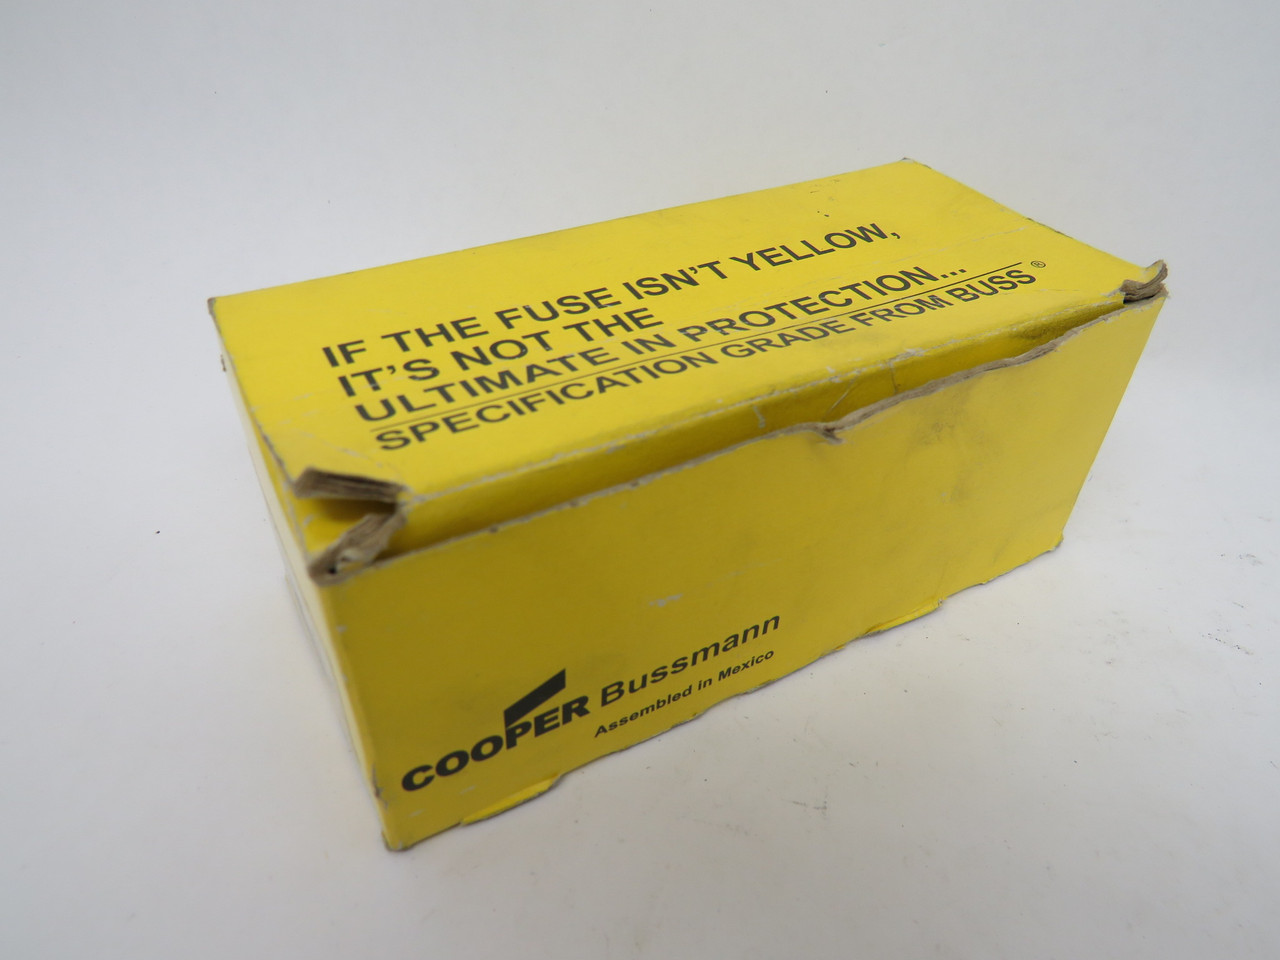 IF THE FUSE ISN'T YELLOW,
IT'S NOT THE
ULTIMATE IN PROTECTION...
SPECIFICATION GRADE FROM BUSS®
COOPER Bussmann
Assembled in Mexico